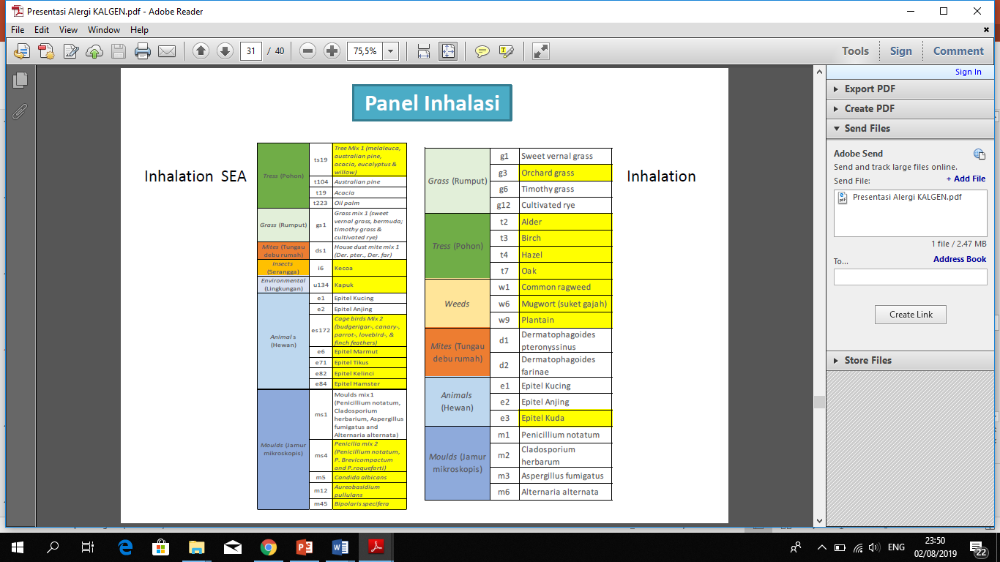 Presentasi Alergi KALGEN.pdf - Adobe Reader
File Edit View Window Help
31 / 40 75,5% Tools Sign Comment
Sign In
Export PDF
Create PDF
Send Files
Adobe Send
Send and track large files online.
Send File: + Add File
Presentasi Alergi KALGEN.pdf
1 file / 2.47 MB
To... Address Book
Create Link
Store Files
Panel Inhalasi
Inhalation SEA
Tress (Pohon)
ts19 Tree Mix 1 (melaleuca,
australian pine,
acacia, eucalyptus &
willow)
t104 Australian pine
t19 Acacia
t223 Oil palm
Grass (Rumput)
gs1 Grass mix 1 (sweet
vernal grass, bermuda;
timothy grass &
cultivated rye)
Mites (Tungau
debu rumah)
ds1 House dust mite mix 1
(Der. pter., Der. far)
Insects
(Serangga)
i6 Kecoa
Environmental
(Lingkungan)
u134 Kapuk
Animals
(Hewan)
e1 Epitel Kucing
e2 Epitel Anjing
es172 Cage birds Mix 2
(budgerigar-, canary-,
parrot-, lovebird-, &
finch feathers)
e6 Epitel Marmut
e71 Epitel Tikus
e82 Epitel Kelinci
e84 Epitel Hamster
Moulds (Jamur
mikroskopis)
ms1 Moulds mix1
(Penicillium notatum,
Cladosporium
herbarium, Aspergillus
fumigatus and
Alternaria alternata)
ms4 Penicilia mix 2
(Penicillium notatum,
P. Brevicompactum
and P.roqueforti)
m5 Candida albicans
m12 Aureobasidium
pullulans
m45 Bipolaris specifera
Inhalation
Grass (Rumput)
g1 Sweet vernal grass
g3 Orchard grass
g6 Timothy grass
g12 Cultivated rye
Tress (Pohon)
t2 Alder
t3 Birch
t4 Hazel
t7 Oak
Weeds
w1 Common ragweed
w6 Mugwort (suket gajah)
w9 Plantain
Mites (Tungau
debu rumah)
d1 Dermatophagoides
pteronyssinus
d2 Dermatophagoides
farinae
Animals
(Hewan)
e1 Epitel Kucing
e2 Epitel Anjing
e3 Epitel Kuda
Moulds (Jamur
mikroskopis)
m1 Penicillium notatum
m2 Cladosporium
herbarum
m3 Aspergillus fumigatus
m6 Alternaria alternata
ENG
23:50
02/08/2019
22